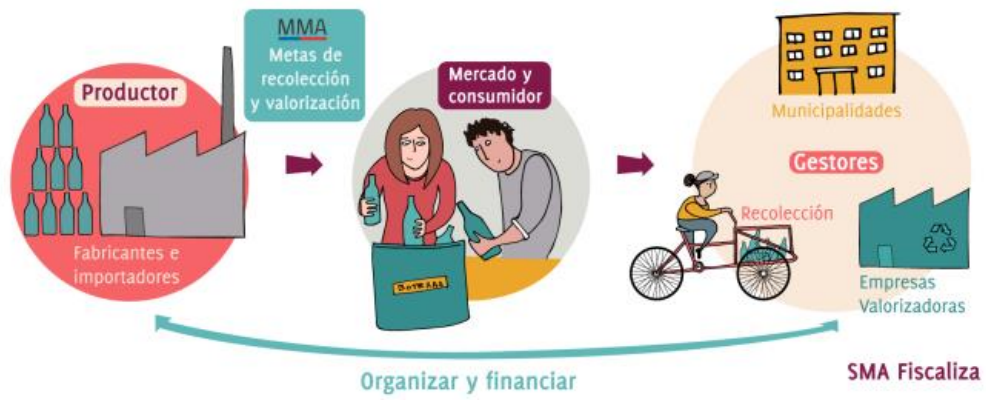 MMA
Metas de
recolección
y valorización
Productor
Fabricantes e
importadores
Mercado y
consumidor
BOTELLAS
Municipalidades
Gestores
Recolección
Empresas
Valorizadoras
Organizar y financiar
SMA Fiscaliza